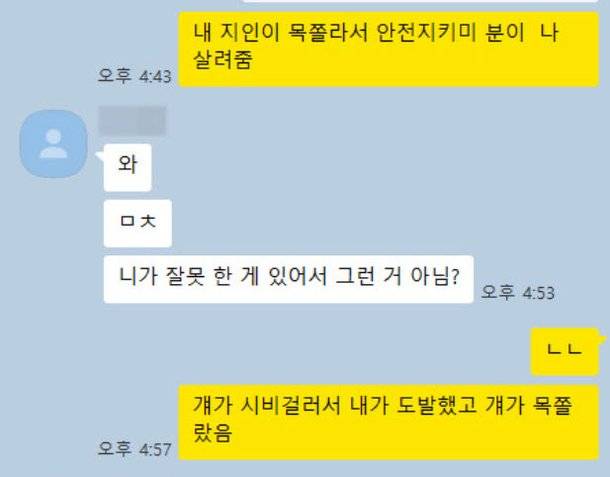 내 지인이 목쫄라서 안전지키미 분이 나
살려줌
오후 4:43
와
ㅁㅊ
니가 잘못 한 게 있어서 그런 거 아님?
오후 4:53
ㄴㄴ
걔가 시비걸러서 내가 도발했고 걔가 목쫄
랐음
오후 4:57